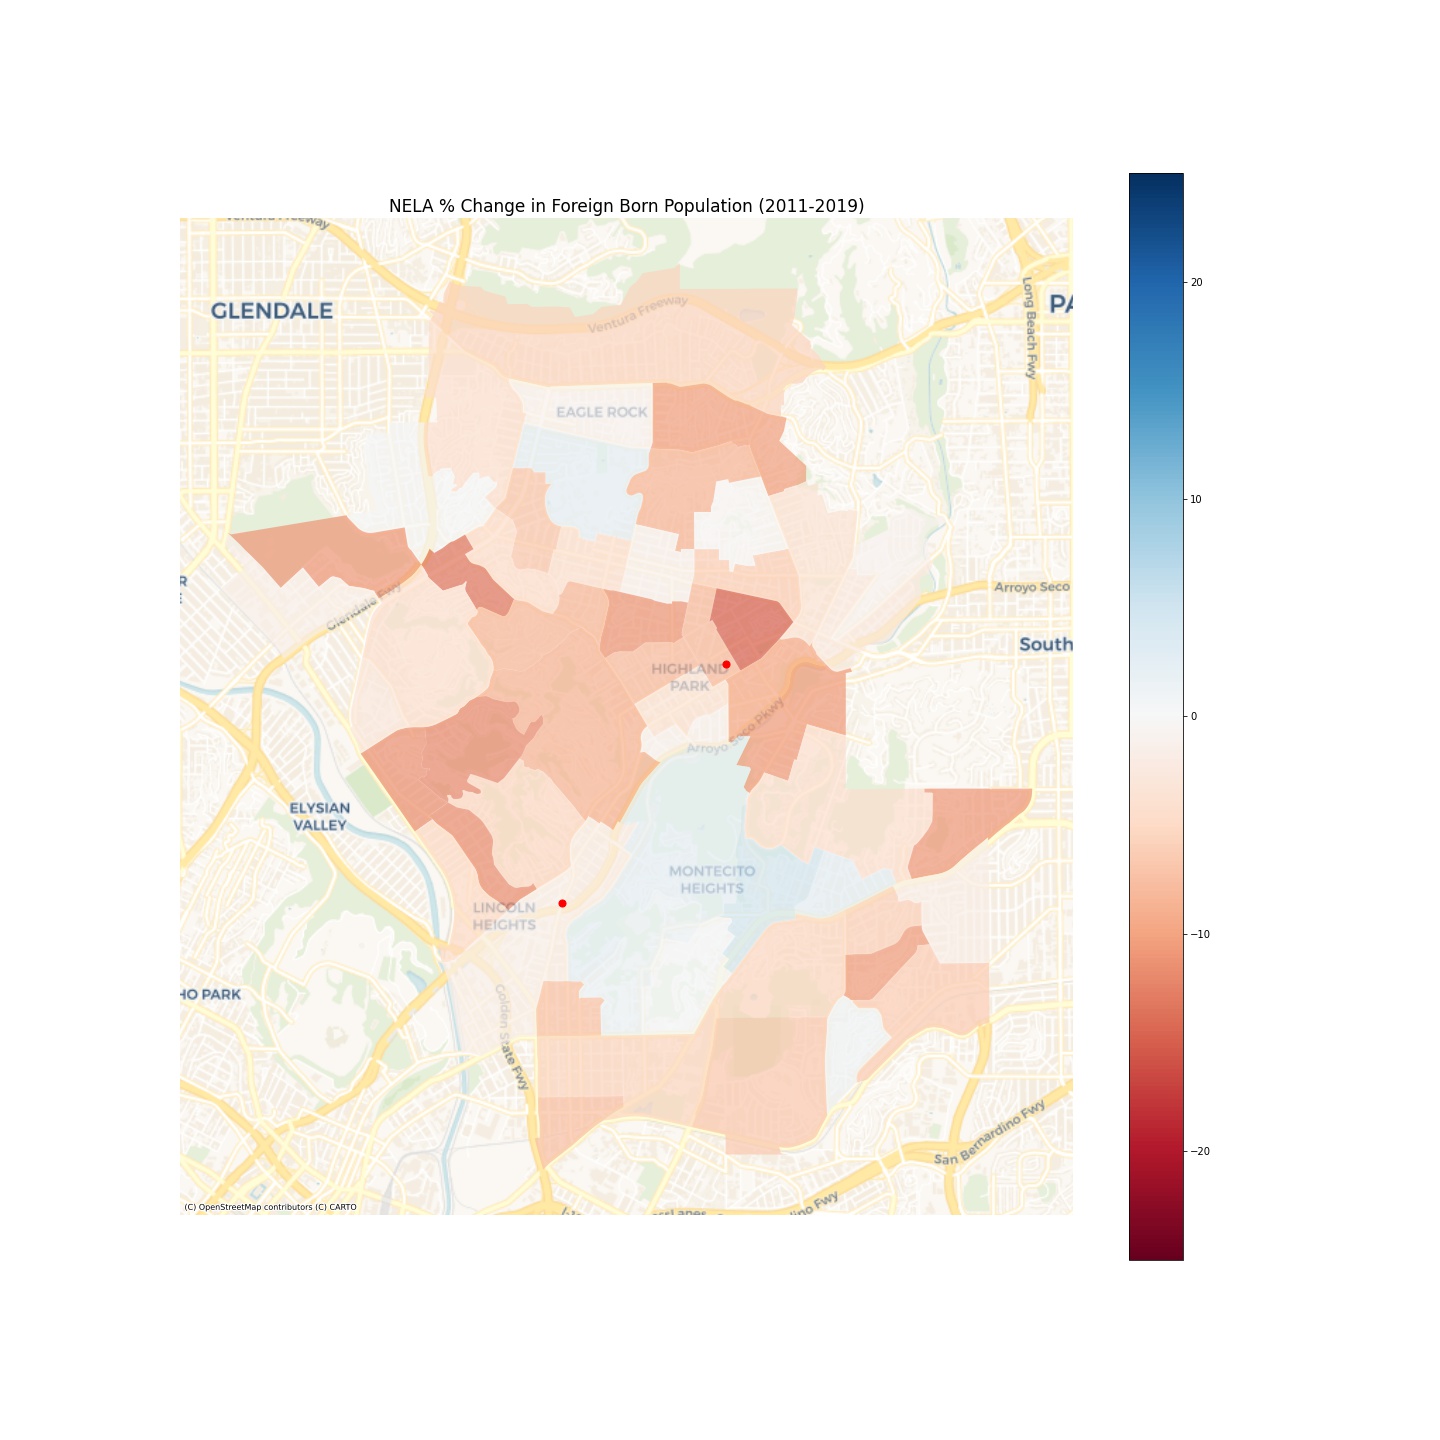 NELA % Change in Foreign Born Population (2011-2019)
Ventura Freeway
GLENDALE
PA
Long Beach Fwy
Ventura Freeway
EAGLE ROCK
Glendale Fwy
Arroyo Seco
South
HIGHLAND
PARK
Arroyo Seco Pkwy
ELYSIAN
VALLEY
MONTECITO
HEIGHTS
LINCOLN
HEIGHTS
HO PARK
Golden State Fwy
San Bernardino Fwy
dino Fwy
(C) OpenStreetMap contributors (C) CARTO
20
10
0
−10
−20